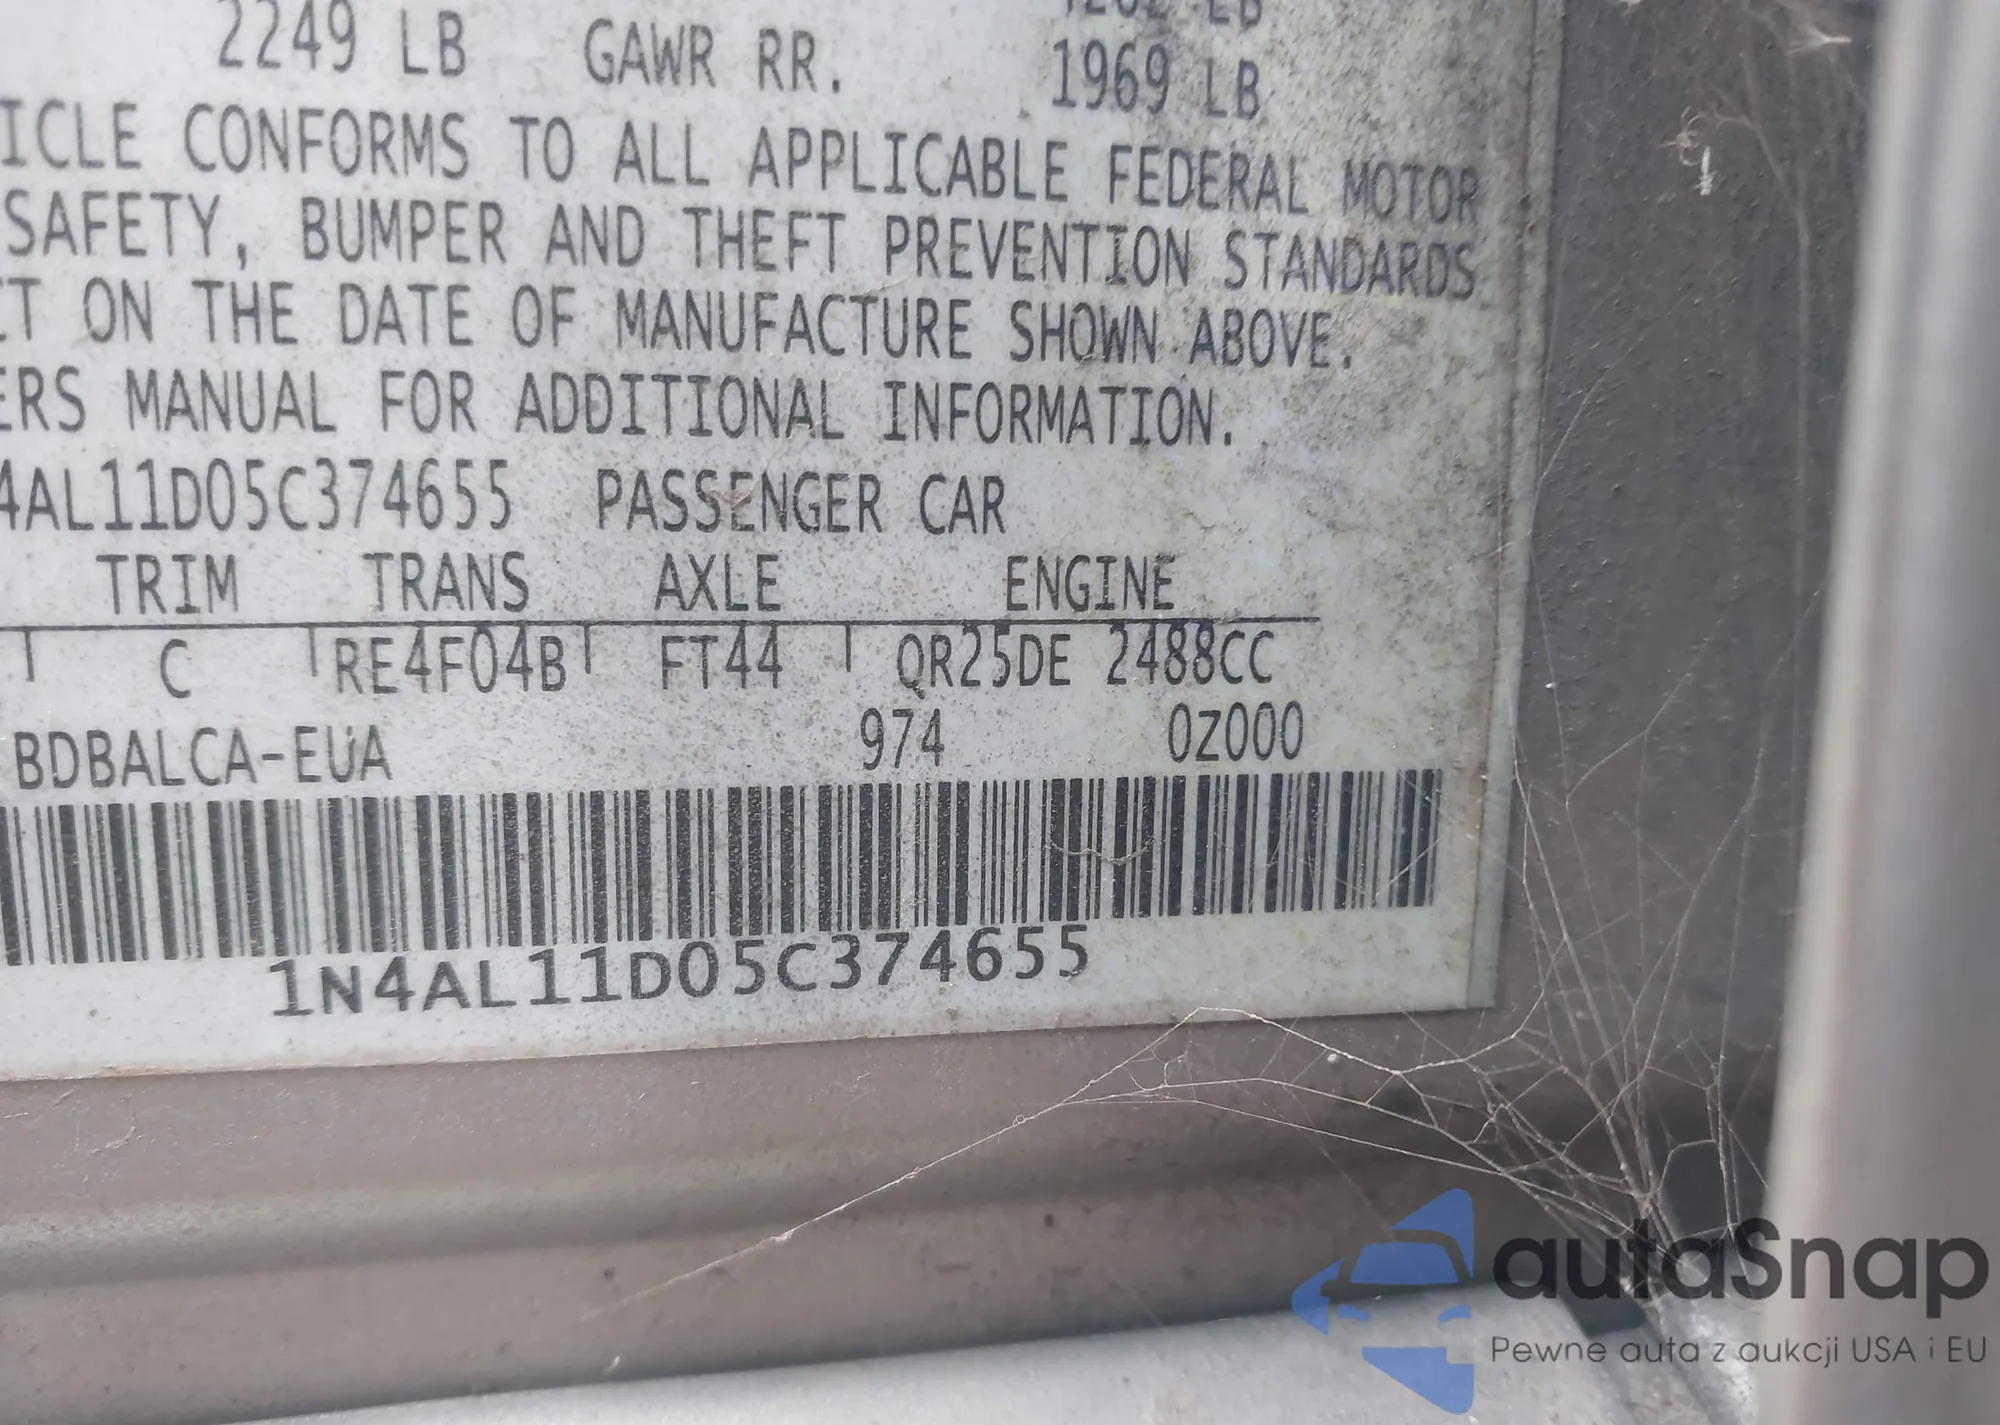 2249 LB GAWR RR. 1969 LB
ICLE CONFORMS TO ALL APPLICABLE FEDERAL MOTOR
SAFETY, BUMPER AND THEFT PREVENTION STANDARDS
CT ON THE DATE OF MANUFACTURE SHOWN ABOVE.
ERS MANUAL FOR ADDITIONAL INFORMATION.
4AL11D05C374655 PASSENGER CAR
TRIM TRANS AXLE ENGINE
C RE4F04B FT44 QR25DE 2488CC
BDBALCA-EUA 974 0Z000
1N4AL11D05C374655
autaSnap
Pewne auta z aukcji USA i EU